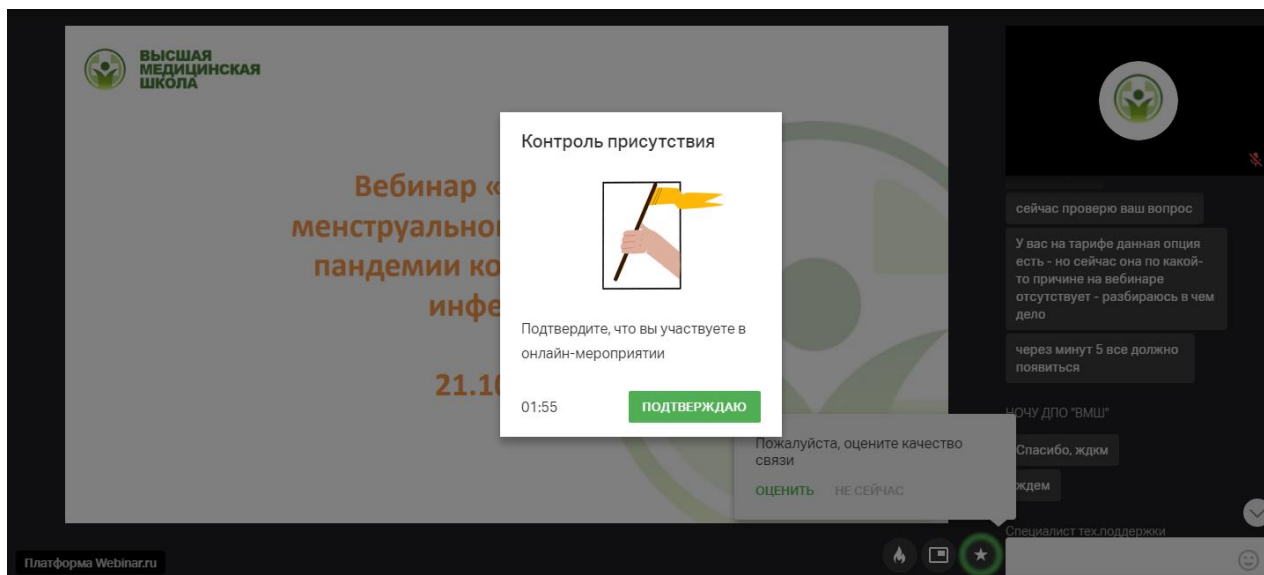 ВЫСШАЯ
МЕДИЦИНСКАЯ
ШКОЛА
Вебинар «
менструально
пандемии ко
инфе
21.10
Контроль присутствия
Подтвердите, что вы участвуете в
онлайн-мероприятии
01:55
ПОДТВЕРЖДАЮ
Пожалуйста, оцените качество
связи
ОЦЕНИТЬ НЕ СЕЙЧАС
сейчас проверю ваш вопрос
У вас на тарифе данная опция
есть - но сейчас она по какой-
то причине на вебинаре
отсутствует - разбираюсь в чем
дело
через минут 5 все должно
появиться
НОЧУ ДПО "ВМШ"
Спасибо, ждкм
ждем
Специалист тех.поддержки
Платформа Webinar.ru